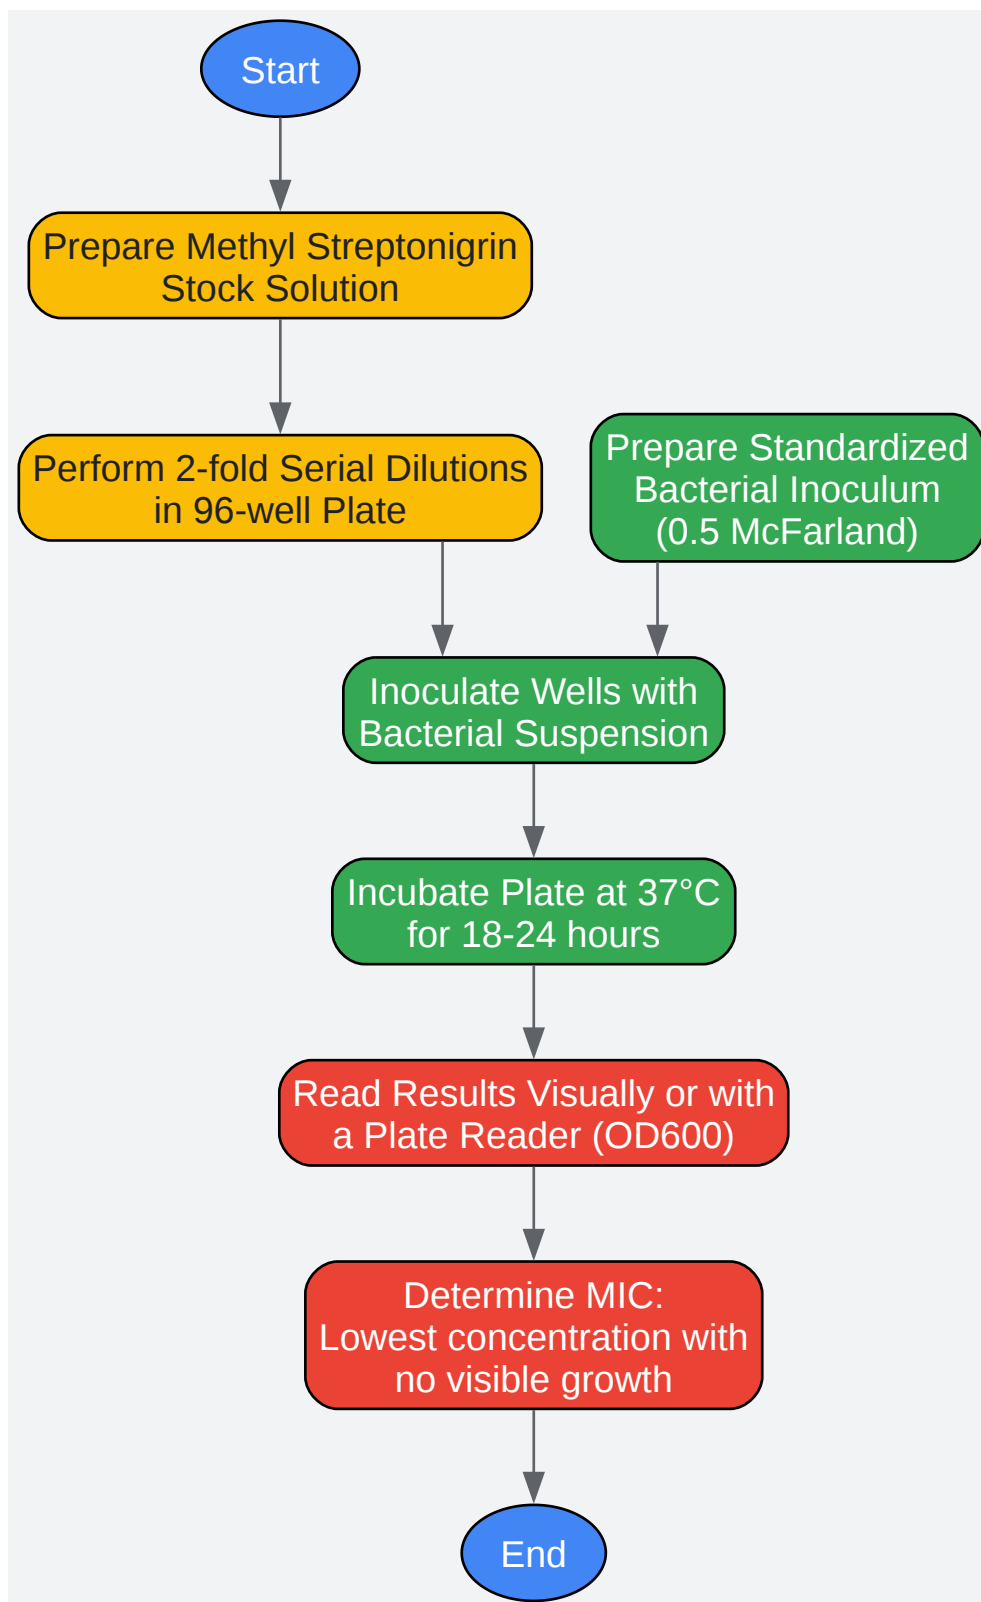 Start
Prepare Methyl Streptonigrin
Stock Solution
Perform 2-fold Serial Dilutions
in 96-well Plate
Prepare Standardized
Bacterial Inoculum
(0.5 McFarland)
Inoculate Wells with
Bacterial Suspension
Incubate Plate at 37°C
for 18-24 hours
Read Results Visually or with
a Plate Reader (OD600)
Determine MIC:
Lowest concentration with
no visible growth
End